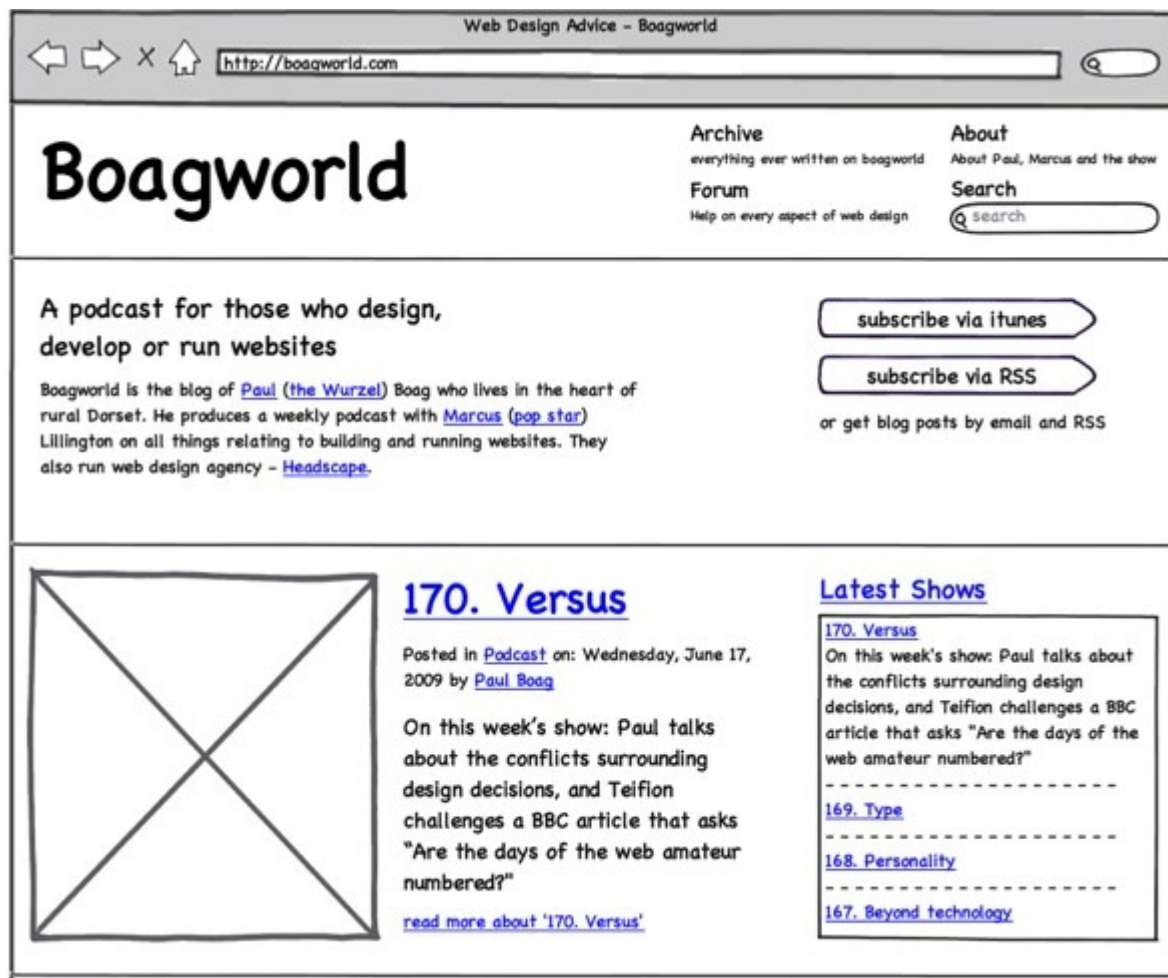 Web Design Advice - Boagworld
http://boagworld.com
Boagworld
Archive
everything ever written on boagworld
Forum
Help on every aspect of web design
About
About Paul, Marcus and the show
Search
search
A podcast for those who design,
develop or run websites
Boagworld is the blog of Paul (the Wurzel) Boag who lives in the heart of
rural Dorset. He produces a weekly podcast with Marcus (pop star)
Lillington on all things relating to building and running websites. They
also run web design agency - Headscape.
subscribe via itunes
subscribe via RSS
or get blog posts by email and RSS
170. Versus
Posted in Podcast on: Wednesday, June 17,
2009 by Paul Boag
On this week's show: Paul talks
about the conflicts surrounding
design decisions, and Teifion
challenges a BBC article that asks
"Are the days of the web amateur
numbered?"
read more about '170. Versus'
Latest Shows
170. Versus
On this week's show: Paul talks about
the conflicts surrounding design
decisions, and Teifion challenges a BBC
article that asks "Are the days of the
web amateur numbered?"
169. Type
168. Personality
167. Beyond technology